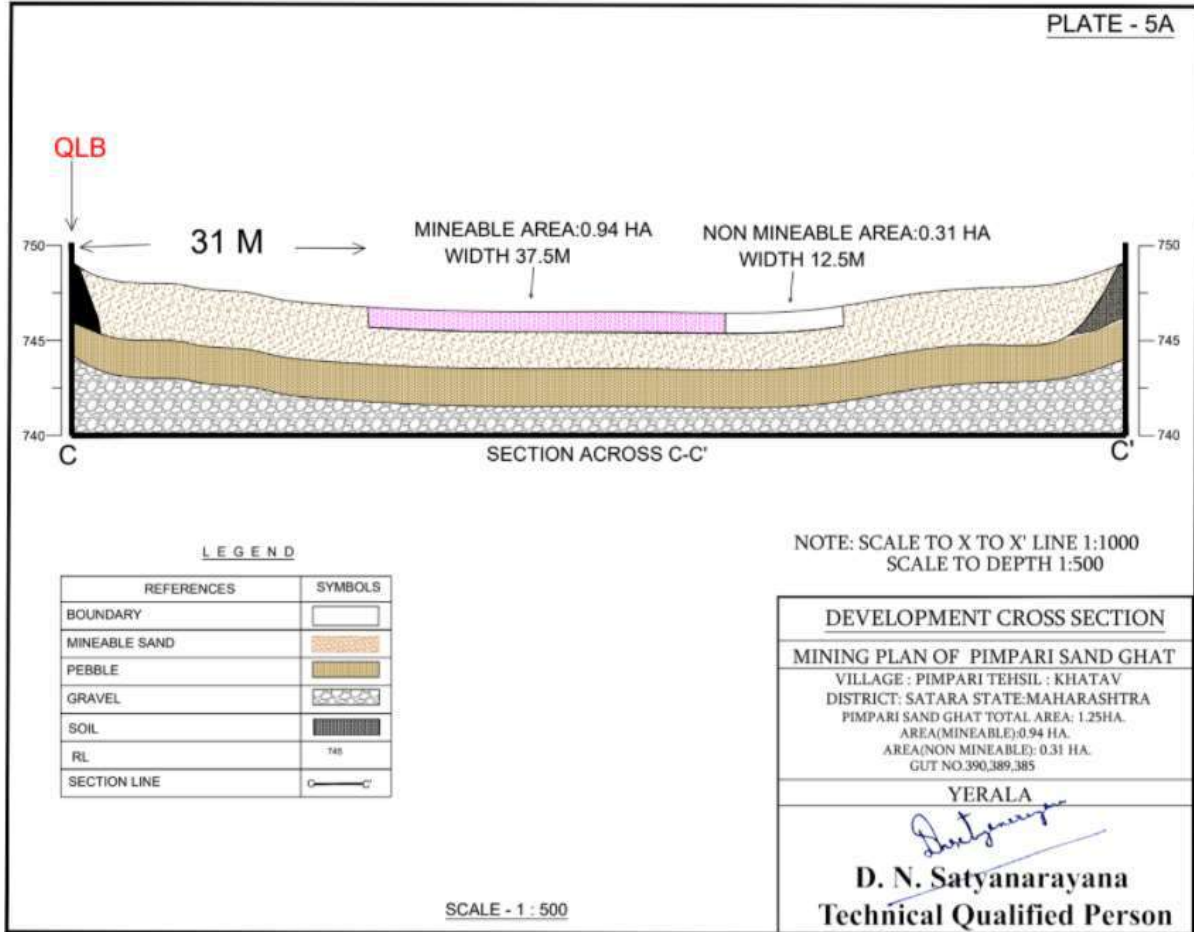 PLATE - 5A
QLB
31 M
MINEABLE AREA:0.94 HA
WIDTH 37.5M
NON MINEABLE AREA:0.31 HA
WIDTH 12.5M
750
745
740
750
745
740
C
C'
SECTION ACROSS C-C'
LEGEND
REFERENCES SYMBOLS
BOUNDARY
MINEABLE SAND
PEBBLE
GRAVEL
SOIL
RL 745
SECTION LINE C C'
SCALE - 1 : 500
NOTE: SCALE TO X TO X' LINE 1:1000
SCALE TO DEPTH 1:500
DEVELOPMENT CROSS SECTION
MINING PLAN OF PIMPARI SAND GHAT
VILLAGE : PIMPARI TEHSIL : KHATAV
DISTRICT: SATARA STATE:MAHARASHTRA
PIMPARI SAND GHAT TOTAL AREA: 1.25HA.
AREA(MINEABLE):0.94 HA.
AREA(NON MINEABLE): 0.31 HA.
GUT NO.390,389,385
YERALA
D. N. Satyanarayana
Technical Qualified Person